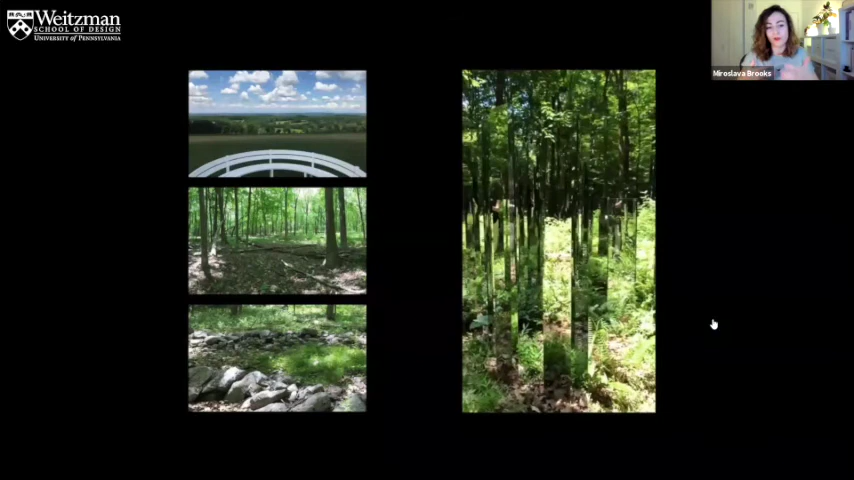 Weitzman
SCHOOL OF DESIGN
UNIVERSITY OF PENNSYLVANIA
Miroslava Brooks